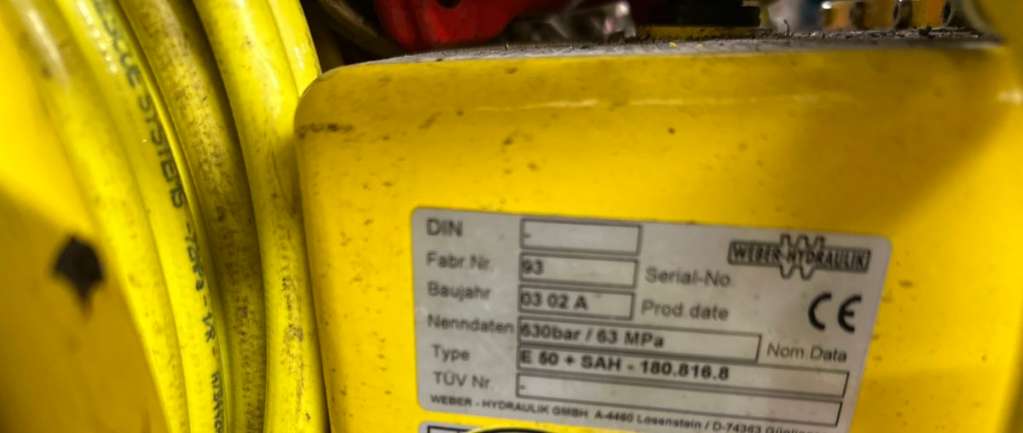 DIN -
WEBER-HYDRAULIK
Fabr.Nr. 93 Serial-No.
Baujahr 03 02 A Prod date
CE
Nenndaten 630bar / 63 MPa Nom.Data
Type E 50 + SAH - 180.816.8
TÜV Nr. -
WEBER - HYDRAULIK GMBH A-4460 Losenstein / D-74363